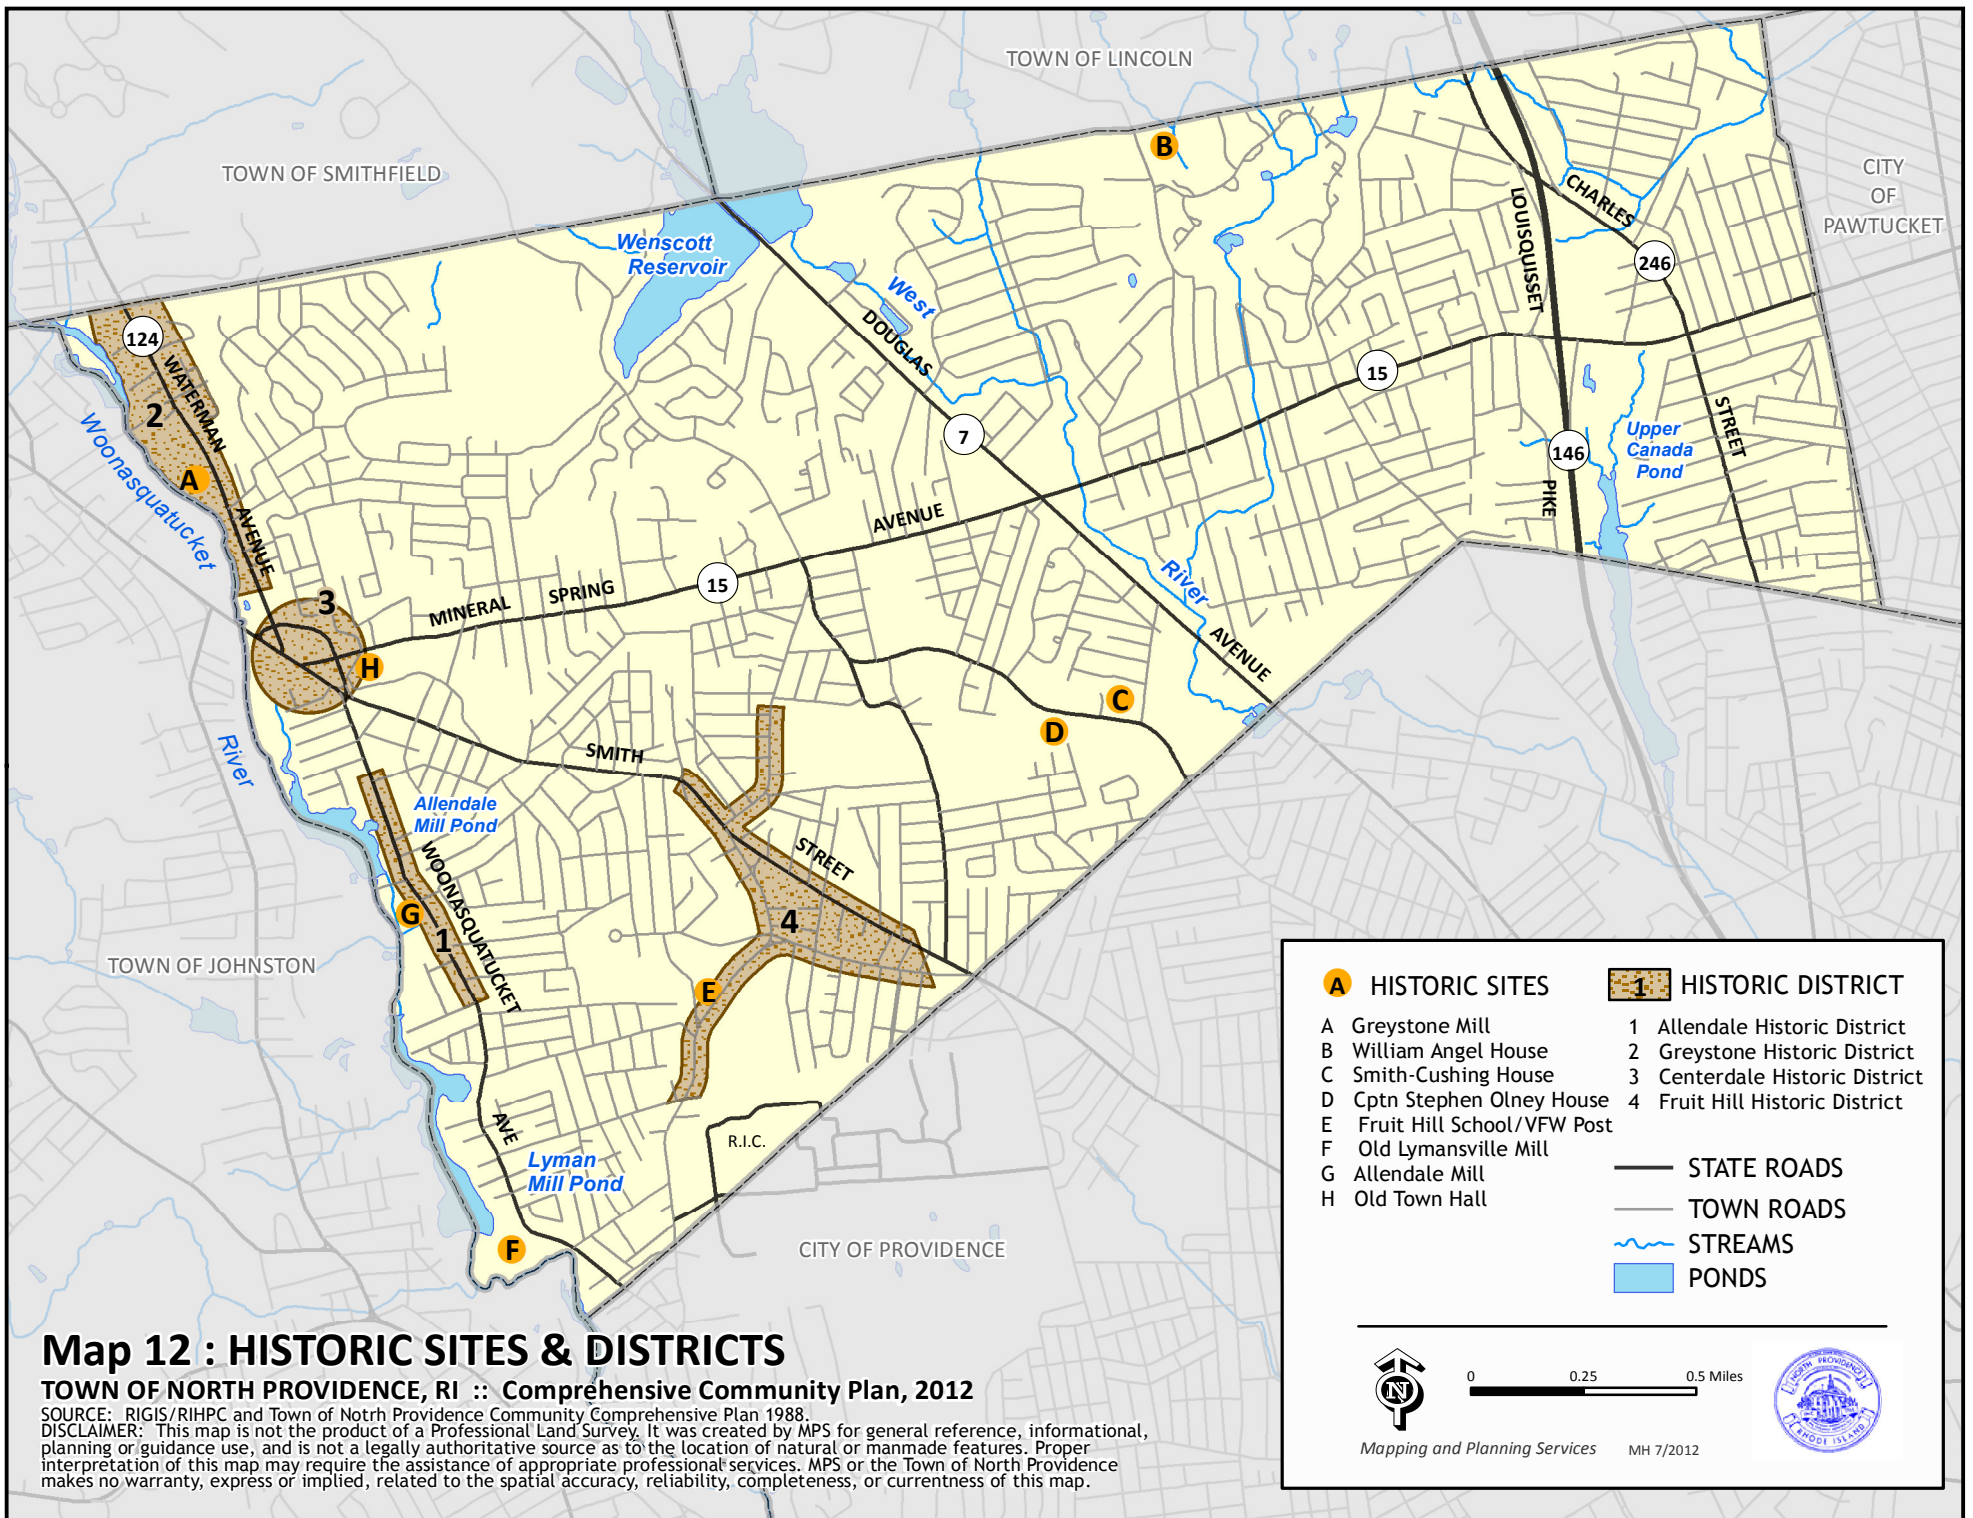 TOWN OF LINCOLN
TOWN OF SMITHFIELD
CITY
OF
PAWTUCKET
B
CHARLES
LOUISQUISSET
246
Wenscott
Reservoir
West
DOUGLAS
124
WATERMAN
2
A
AVENUE
Woonasquatucket
15
7
STREET
Upper
Canada
Pond
146
PIKE
AVENUE
River
AVENUE
15
SPRING
MINERAL
3
H
C
D
SMITH
River
Allendale
Mill Pond
WOONASQUATUCKET
STREET
4
G
1
E
TOWN OF JOHNSTON
AVE
R.I.C.
Lyman
Mill Pond
F
CITY OF PROVIDENCE
A HISTORIC SITES
A Greystone Mill
B William Angel House
C Smith-Cushing House
D Cptn Stephen Olney House
E Fruit Hill School/VFW Post
F Old Lymansville Mill
G Allendale Mill
H Old Town Hall
1 HISTORIC DISTRICT
1 Allendale Historic District
2 Greystone Historic District
3 Centerdale Historic District
4 Fruit Hill Historic District
STATE ROADS
TOWN ROADS
STREAMS
PONDS
N
0 0.25 0.5 Miles
Mapping and Planning Services MH 7/2012
NORTH PROVIDENCE
RHODE ISLAND
Map 12 : HISTORIC SITES & DISTRICTS
TOWN OF NORTH PROVIDENCE, RI :: Comprehensive Community Plan, 2012
SOURCE: RIGIS/RIHPC and Town of Notrh Providence Community Comprehensive Plan 1988.
DISCLAIMER: This map is not the product of a Professional Land Survey. It was created by MPS for general reference, informational,
planning or guidance use, and is not a legally authoritative source as to the location of natural or manmade features. Proper
interpretation of this map may require the assistance of appropriate professional services. MPS or the Town of North Providence
makes no warranty, express or implied, related to the spatial accuracy, reliability, completeness, or currentness of this map.